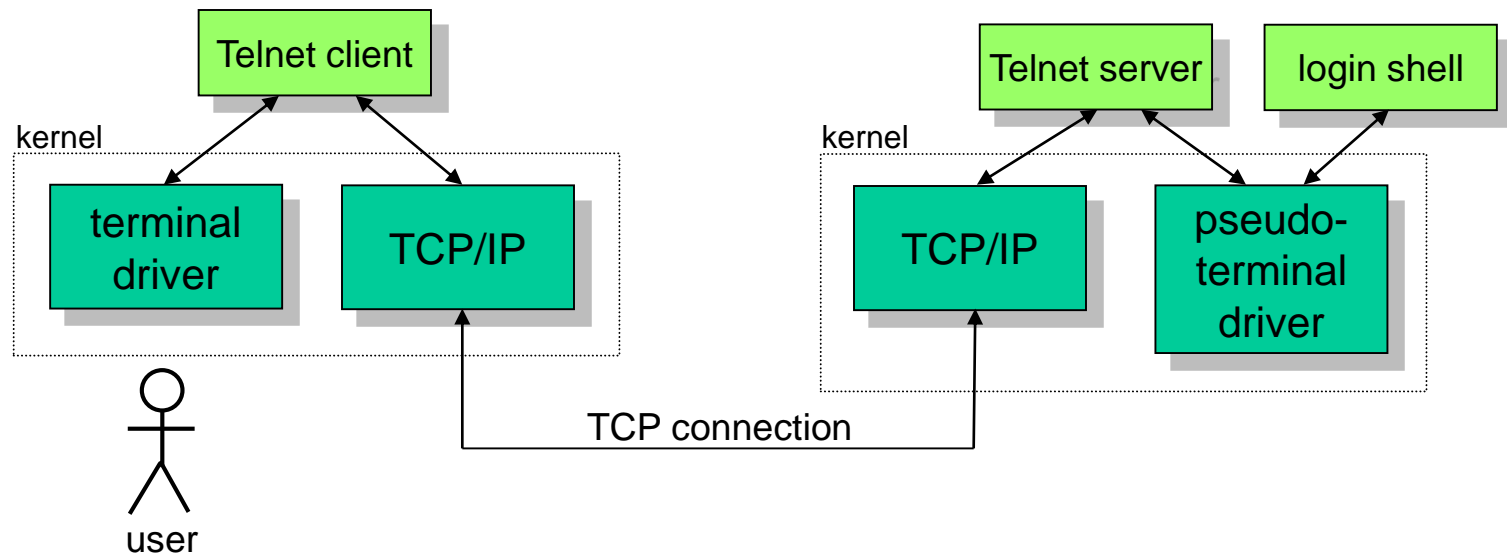 Telnet client
Telnet server
login shell
kernel
kernel
terminal
driver
TCP/IP
TCP/IP
pseudo-
terminal
driver
TCP connection
user